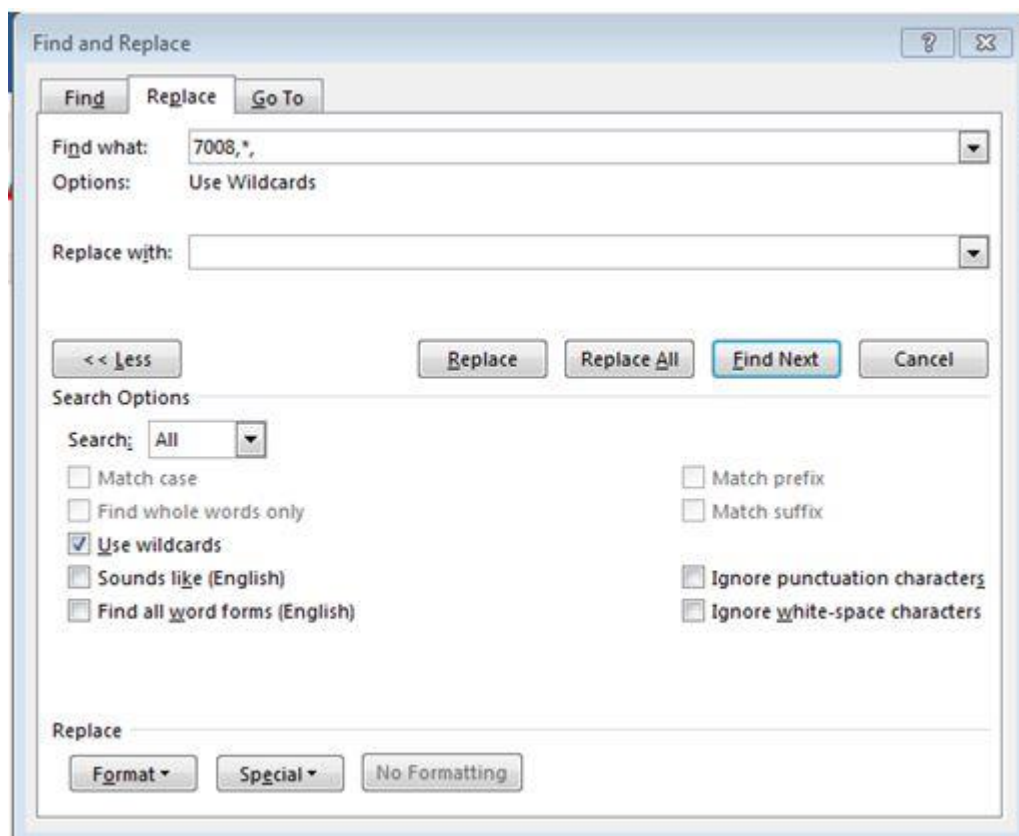 Find and Replace
Find Replace Go To
Find what: 7008,*,
Options: Use Wildcards
Replace with:
<< Less Replace Replace All Find Next Cancel
Search Options
Search: All
Match case Match prefix
Find whole words only Match suffix
Use wildcards
Sounds like (English) Ignore punctuation characters
Find all word forms (English) Ignore white-space characters
Replace
Format Special No Formatting